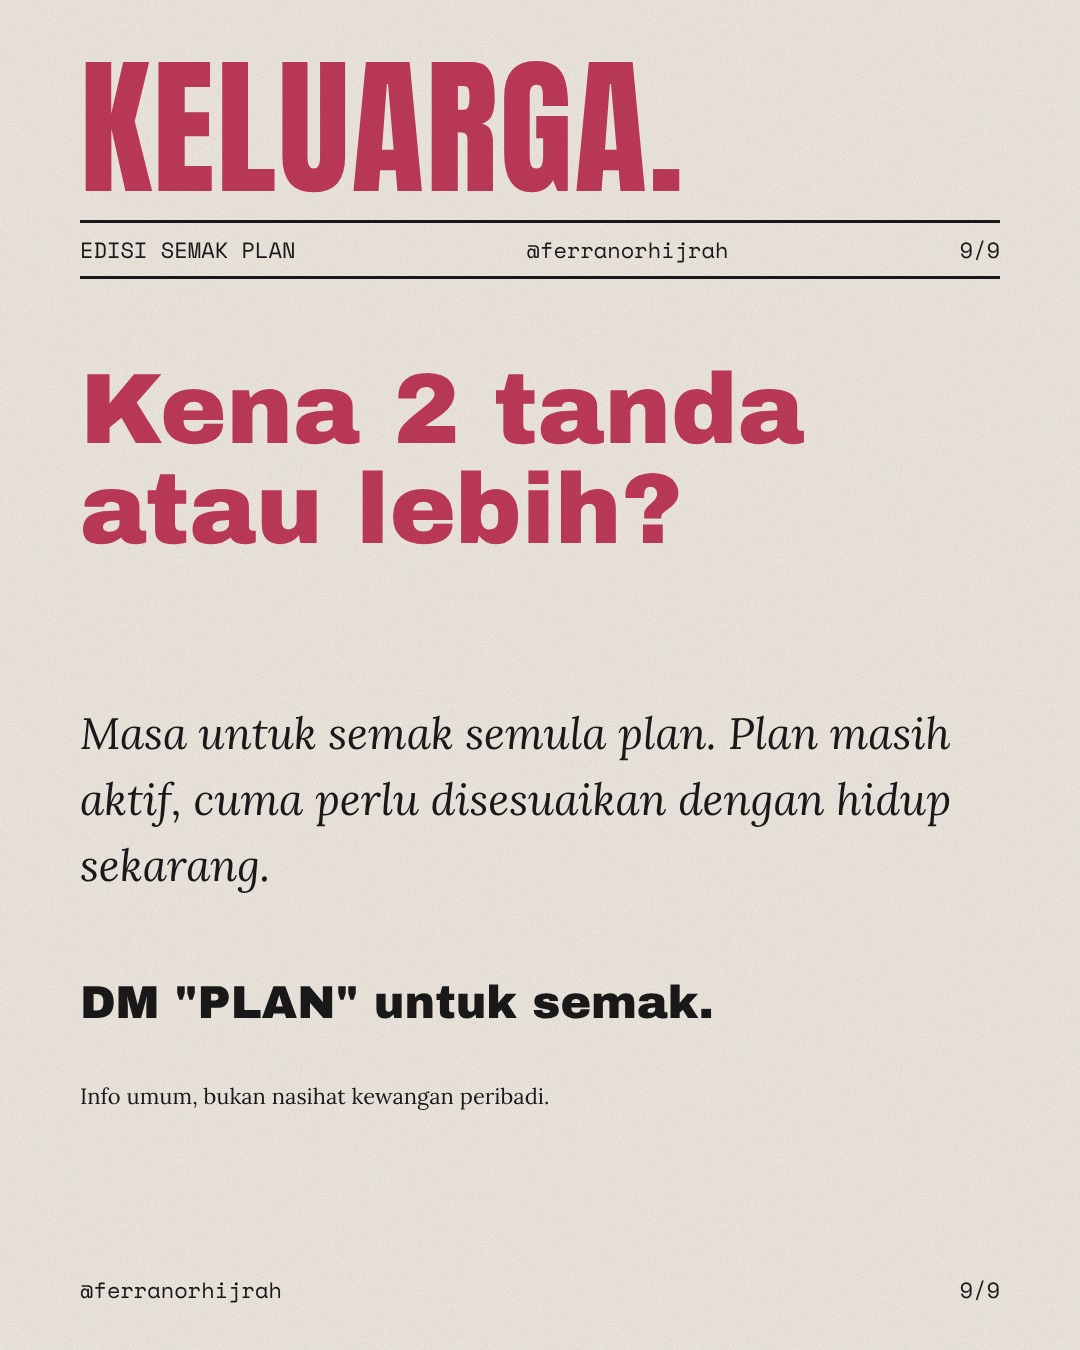 KELUARGA.
EDISI SEMAK PLAN @ferranorhijrah 9/9
Kena 2 tanda
atau lebih?
Masa untuk semak semula plan. Plan masih
aktif, cuma perlu disesuaikan dengan hidup
sekarang.
DM "PLAN" untuk semak.
Info umum, bukan nasihat kewangan peribadi.
@ferranorhijrah 9/9